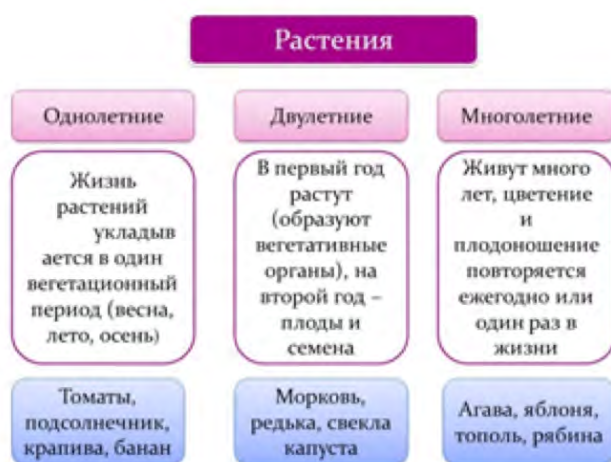 Растения
Однолетние
Жизнь
растений
укладыв
ается в один
вегетационный
период (весна,
лето, осень)
Томаты,
подсолнечник,
крапива, банан
Двулетние
В первый год
растут
(образуют
вегетативные
органы), на
второй год –
плоды и
семена
Морковь,
редька, свекла
капуста
Многолетние
Живут много
лет, цветение
и
плодоношение
повторяется
ежегодно или
один раз в
жизни
Агава, яблоня,
тополь, рябина